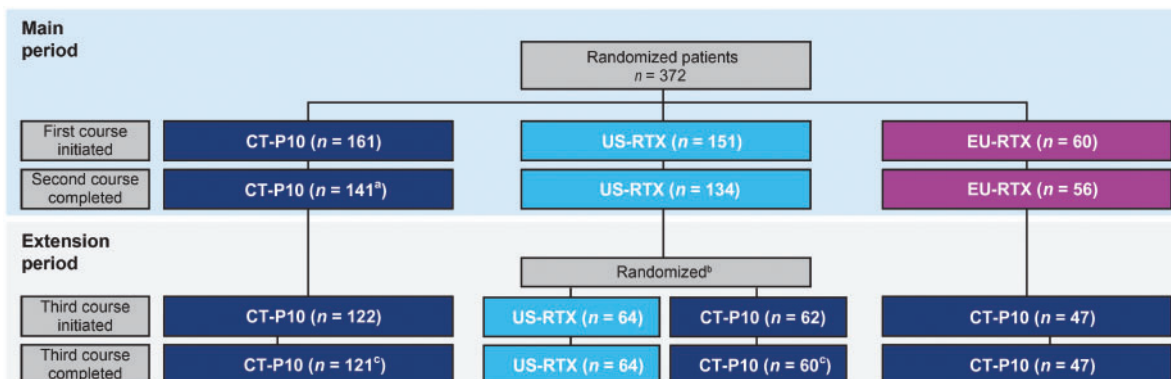 Main
period
Randomized patients
n = 372
First course
initiated
CT-P10 (n = 161)
US-RTX (n = 151)
EU-RTX (n = 60)
Second course
completed
CT-P10 (n = 141ᵃ)
US-RTX (n = 134)
EU-RTX (n = 56)
Extension
period
Randomizedᵇ
Third course
initiated
CT-P10 (n = 122)
US-RTX (n = 64)
CT-P10 (n = 62)
CT-P10 (n = 47)
Third course
completed
CT-P10 (n = 121ᶜ)
US-RTX (n = 64)
CT-P10 (n = 60ᶜ)
CT-P10 (n = 47)